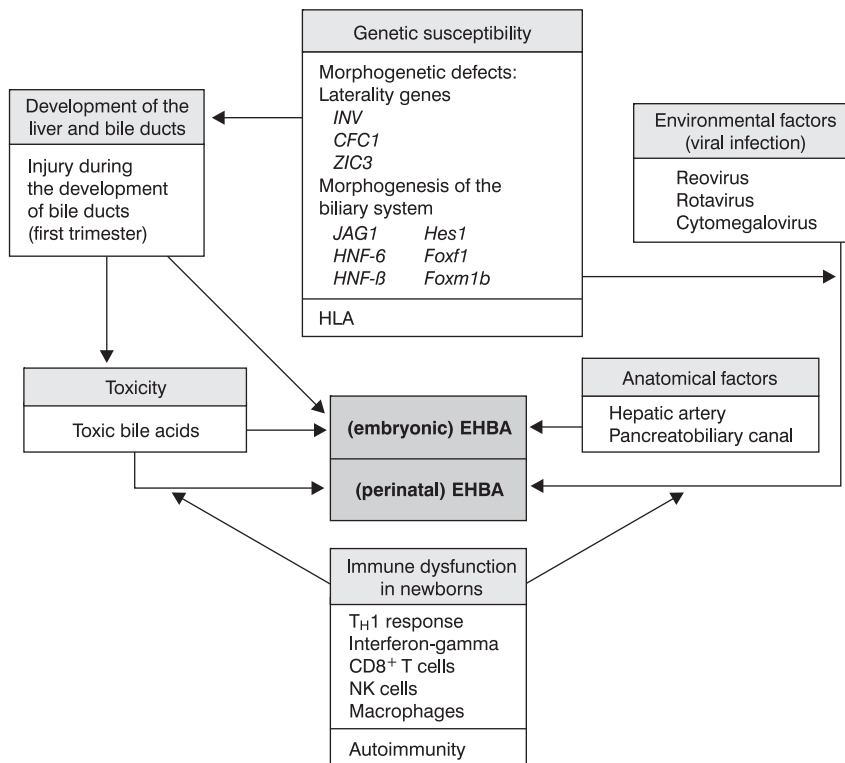 Genetic susceptibility
Morphogenetic defects:
Laterality genes
INV
CFC1
ZIC3
Morphogenesis of the
biliary system
JAG1 Hes1
HNF-6 Foxf1
HNF-ß Foxm1b
HLA
Development of the
liver and bile ducts
Injury during
the development
of bile ducts
(first trimester)
Environmental factors
(viral infection)
Reovirus
Rotavirus
Cytomegalovirus
Toxicity
Toxic bile acids
(embryonic) EHBA
(perinatal) EHBA
Anatomical factors
Hepatic artery
Pancreatobiliary canal
Immune dysfunction
in newborns
TH1 response
Interferon-gamma
CD8+ T cells
NK cells
Macrophages
Autoimmunity